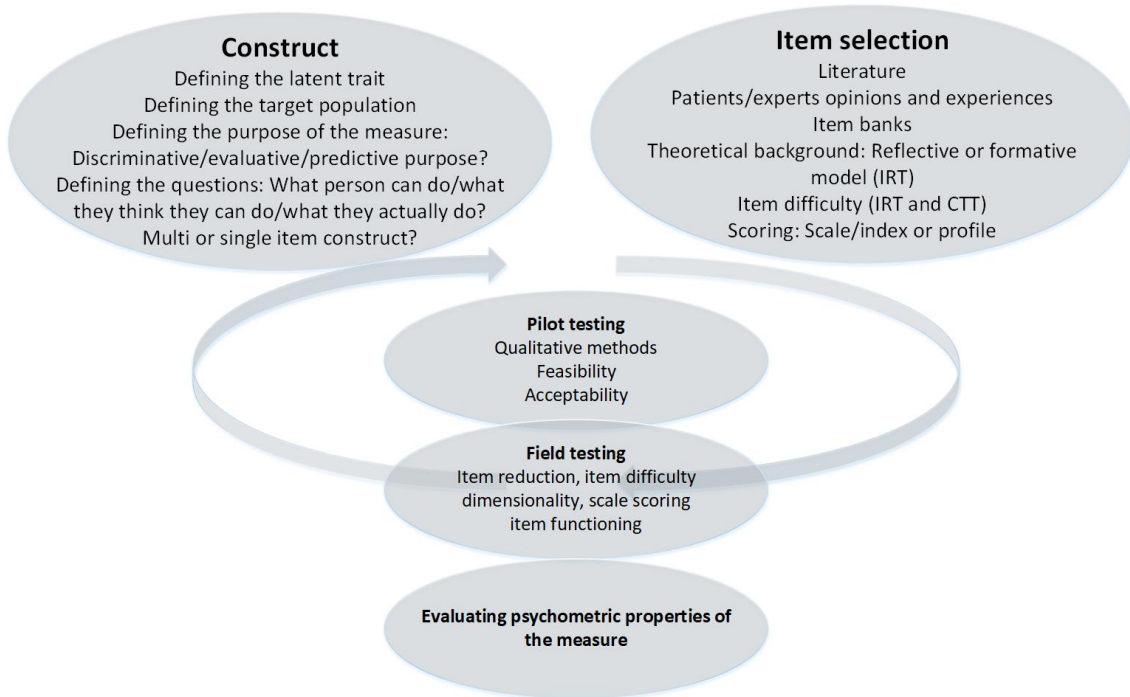 Construct
Defining the latent trait
Defining the target population
Defining the purpose of the measure:
Discriminative/evaluative/predictive purpose?
Defining the questions: What person can do/what
they think they can do/what they actually do?
Multi or single item construct?
Item selection
Literature
Patients/experts opinions and experiences
Item banks
Theoretical background: Reflective or formative
model (IRT)
Item difficulty (IRT and CTT)
Scoring: Scale/index or profile
Pilot testing
Qualitative methods
Feasibility
Acceptability
Field testing
Item reduction, item difficulty
dimensionality, scale scoring
item functioning
Evaluating psychometric properties of
the measure